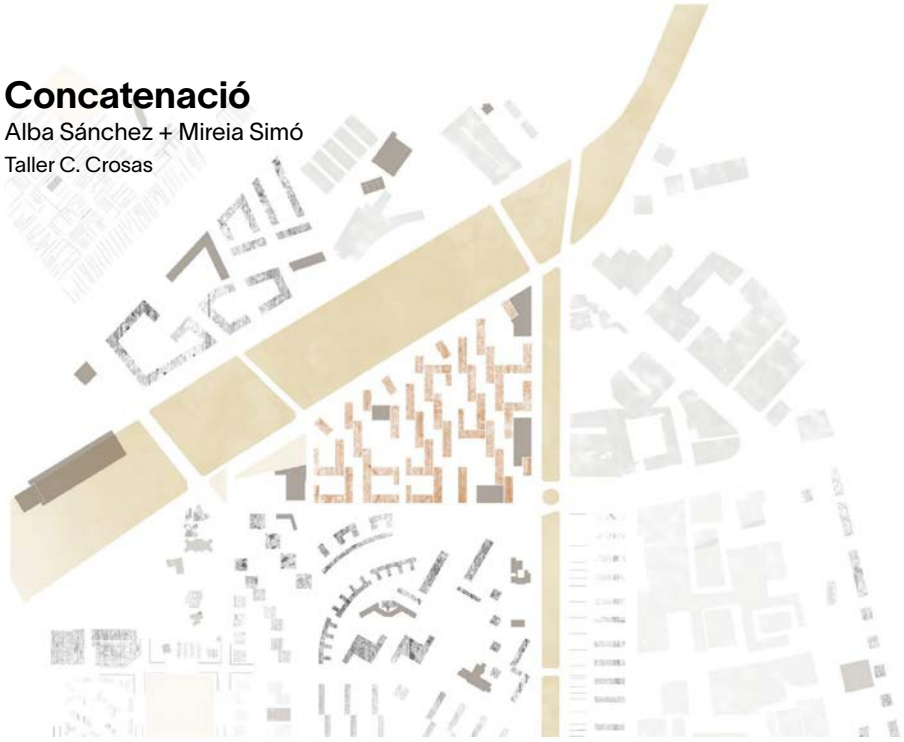 Concatenació
Alba Sánchez + Mireia Simó
Taller C. Crosas